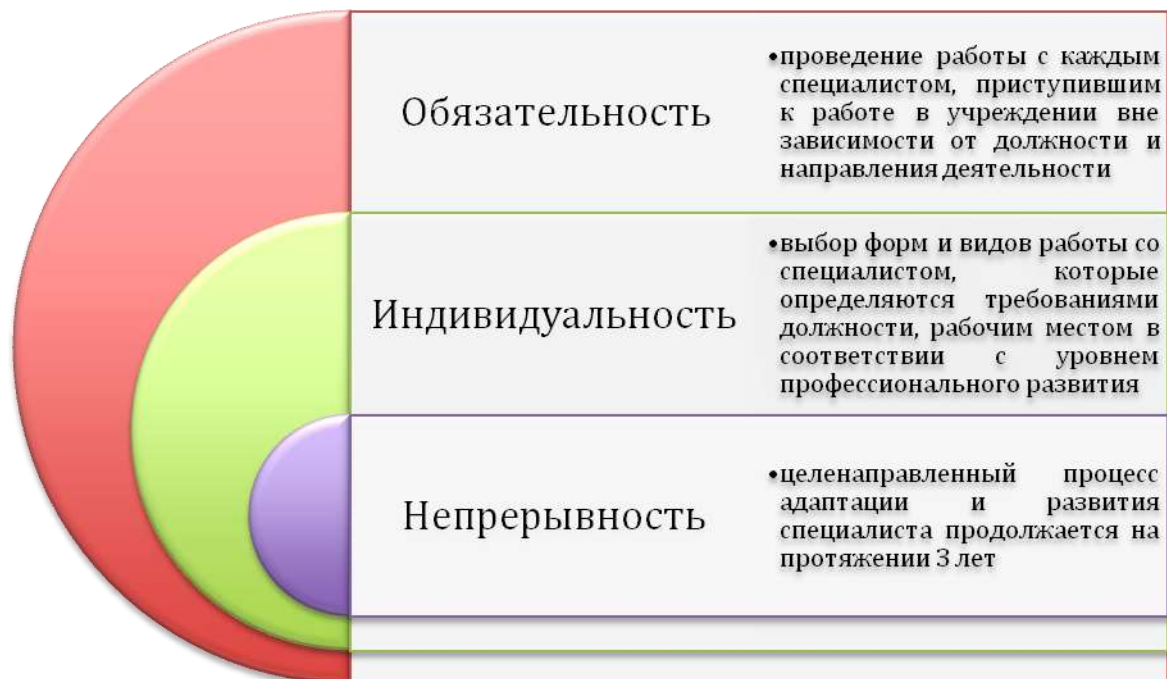 Обязательность
•проведение работы с каждым
специалистом, приступившим
к работе в учреждении вне
зависимости от должности и
направления деятельности
Индивидуальность
•выбор форм и видов работы со
специалистом, которые
определяются требованиями
должности, рабочим местом в
соответствии с уровнем
профессионального развития
Непрерывность
•целенаправленный процесс
адаптации и развития
специалиста продолжается на
протяжении 3 лет